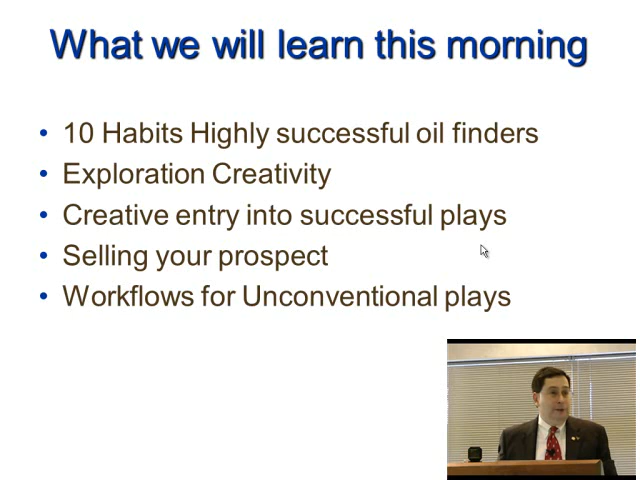 What we will learn this morning
• 10 Habits Highly successful oil finders
• Exploration Creativity
• Creative entry into successful plays
• Selling your prospect
• Workflows for Unconventional plays